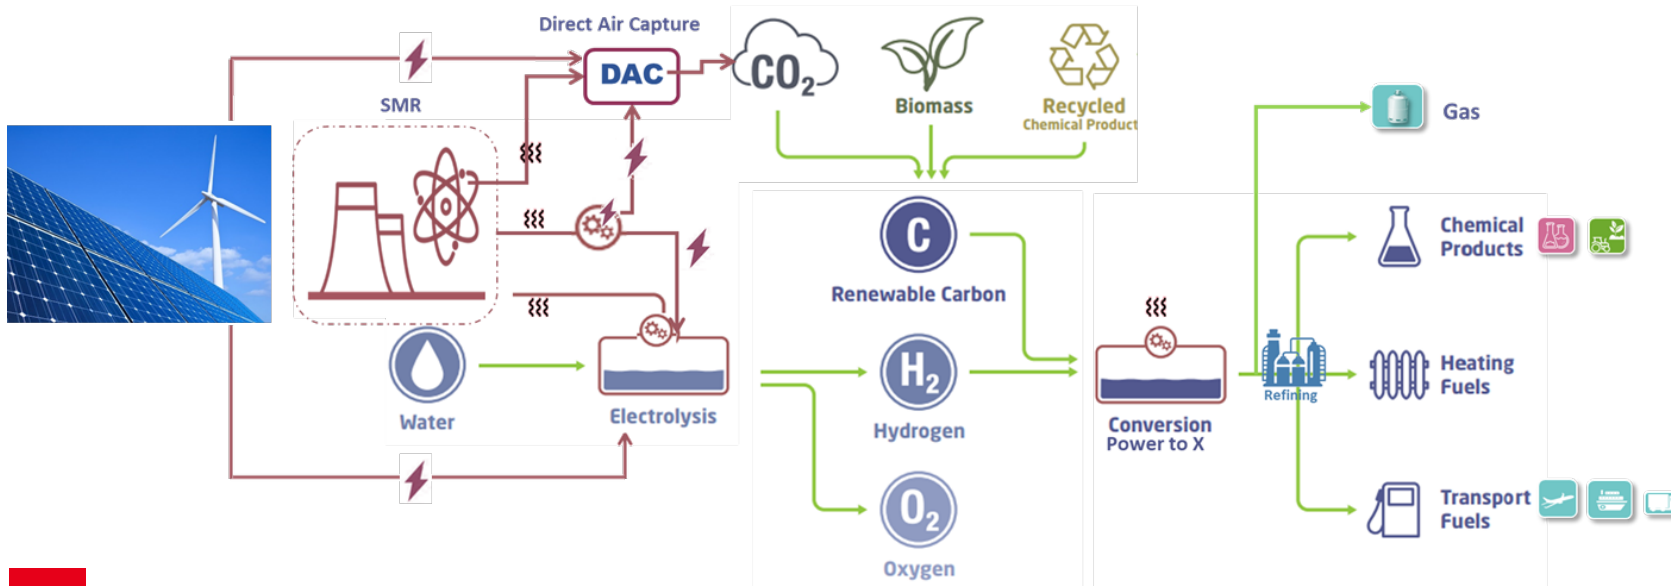 Direct Air Capture
DAC
SMR
CO2
Biomass
Recycled
Chemical Product
Gas
C
Renewable Carbon
Chemical
Products
Water
Electrolysis
H2
Hydrogen
Conversion
Power to X
Refining
Heating
Fuels
O2
Oxygen
Transport
Fuels